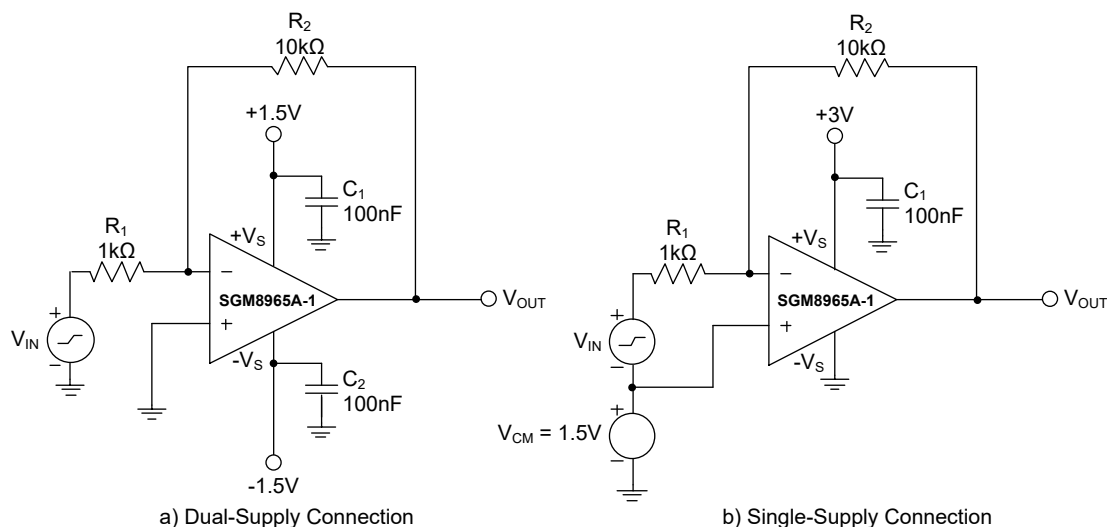 R₂
10kΩ
+1.5V
C₁
100nF
R₁
1kΩ
+VS
−
SGM8965A-1
+
VOUT
+
VIN
−
-VS
C₂
100nF
-1.5V
a) Dual-Supply Connection
R₂
10kΩ
+3V
C₁
100nF
R₁
1kΩ
+VS
−
SGM8965A-1
+
VOUT
+
VIN
−
-VS
+
VCM = 1.5V
−
b) Single-Supply Connection